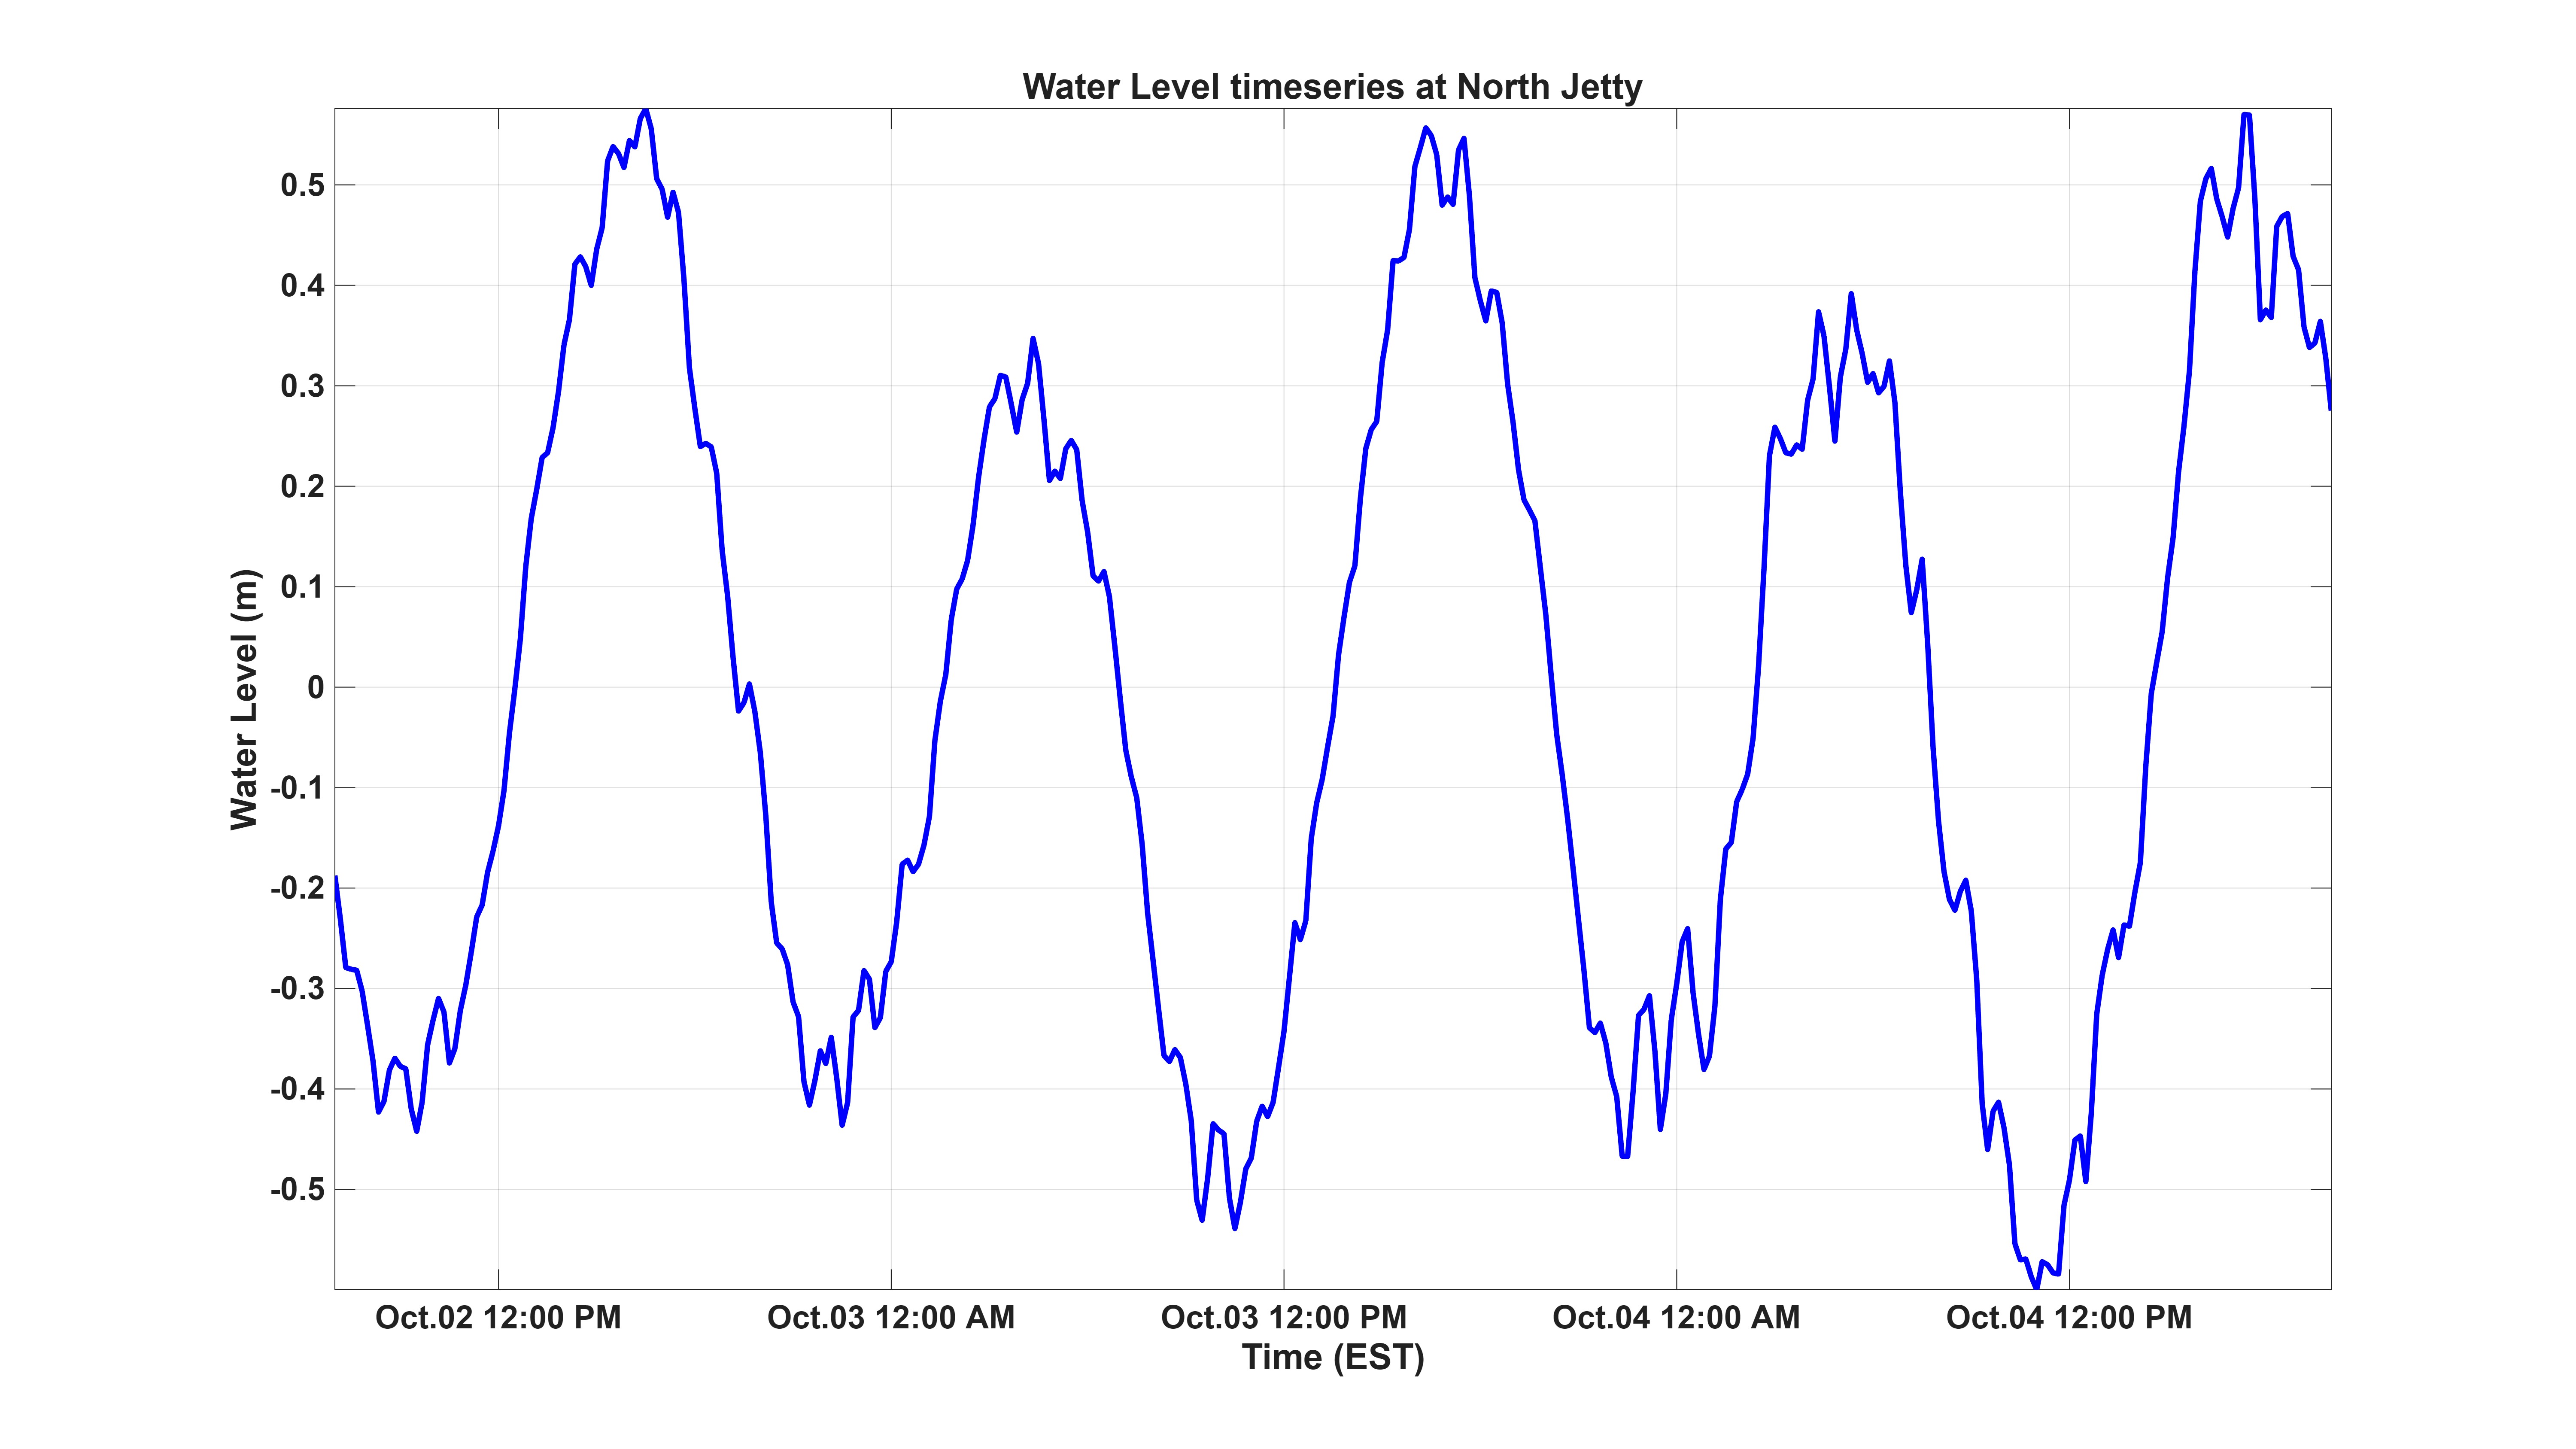 Water Level timeseries at North Jetty
Water Level (m)
0.5
0.4
0.3
0.2
0.1
0
-0.1
-0.2
-0.3
-0.4
-0.5
Oct.02 12:00 PM
Oct.03 12:00 AM
Oct.03 12:00 PM
Oct.04 12:00 AM
Oct.04 12:00 PM
Time (EST)